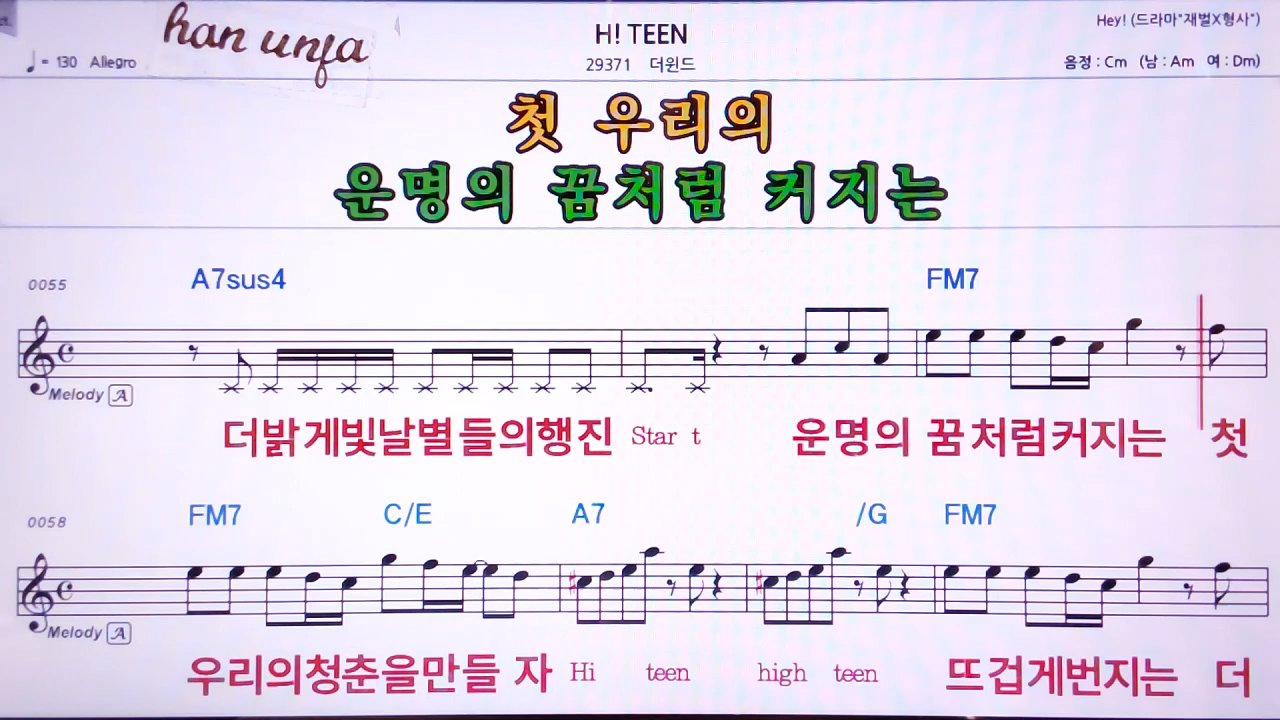 han unfa
H! TEEN
Hey! (드라마"재벌X형사")
♩= 130 Allegro
29371 더윈드
음정 : Cm (남 : Am 여 : Dm)
첫 우리의
운명의 꿈처럼 커지는
0055 A7sus4 FM7
Melody A
더밝게빛날별들의행진 Star t 운명의 꿈처럼커지는 첫
0058 FM7 C/E A7 /G FM7
Melody A
우리의청춘을만들 자 Hi teen high teen 뜨겁게번지는 더